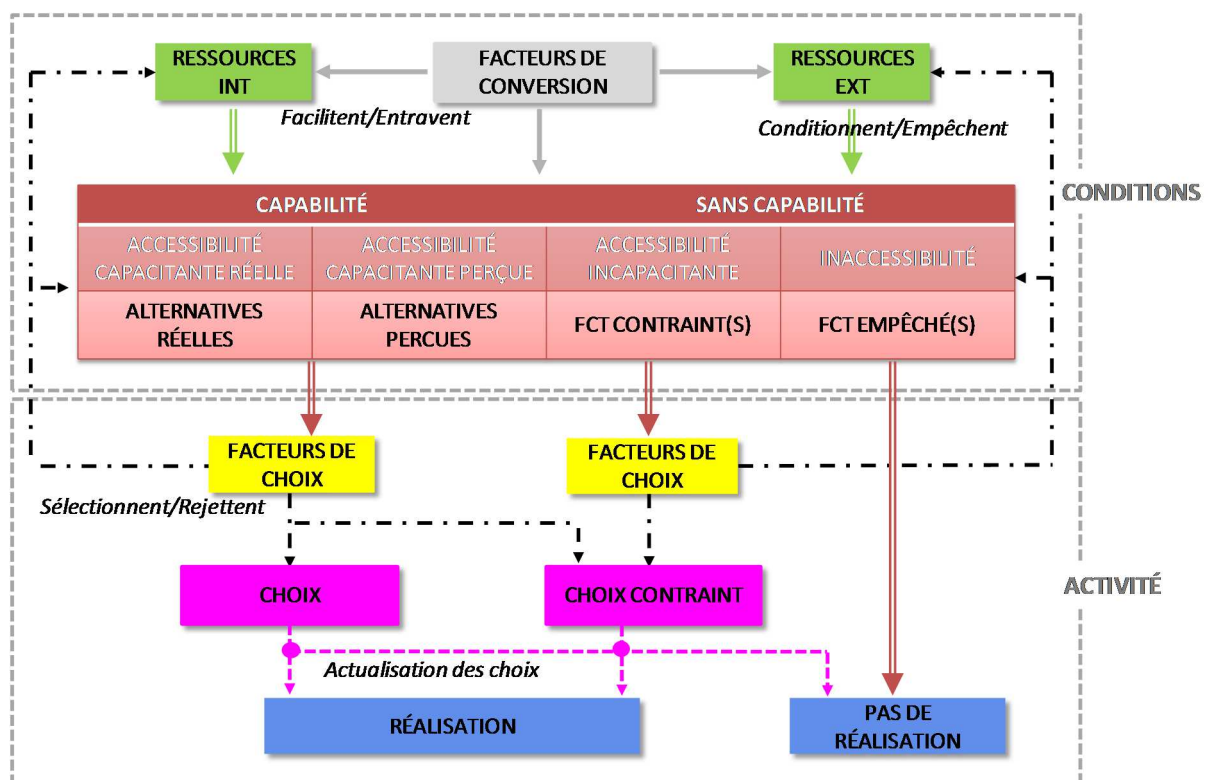 RESSOURCES
INT
FACTEURS DE
CONVERSION
RESSOURCES
EXT
Facilitent/Entravent
Conditionnent/Empêchent
CONDITIONS
CAPABILITÉ
SANS CAPABILITÉ
ACCESSIBILITÉ
CAPACITANTE RÉELLE
ACCESSIBILITÉ
CAPACITANTE PERÇUE
ACCESSIBILITÉ
INCAPACITANTE
INACCESSIBILITÉ
ALTERNATIVES
RÉELLES
ALTERNATIVES
PERCUES
FCT CONTRAINT(S)
FCT EMPÊCHÉ(S)
FACTEURS DE
CHOIX
FACTEURS DE
CHOIX
Sélectionnent/Rejettent
CHOIX
CHOIX CONTRAINT
ACTIVITÉ
Actualisation des choix
RÉALISATION
PAS DE
RÉALISATION